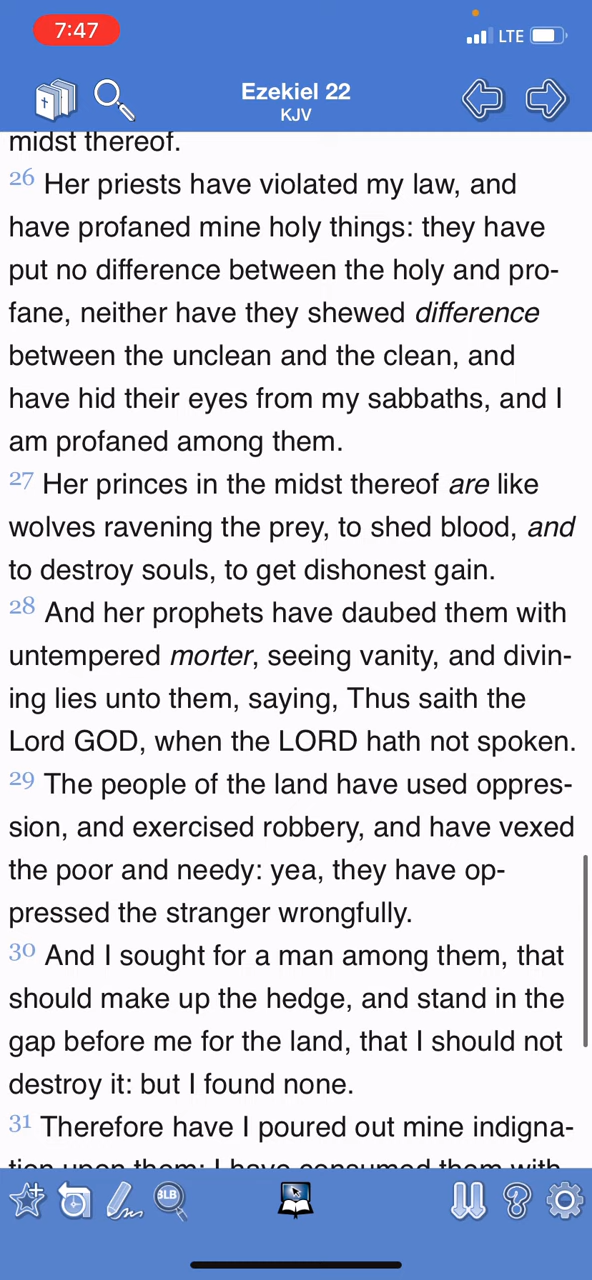 7:47
LTE
Ezekiel 22
KJV
midst thereof.
26 Her priests have violated my law, and
have profaned mine holy things: they have
put no difference between the holy and pro-
fane, neither have they shewed difference
between the unclean and the clean, and
have hid their eyes from my sabbaths, and I
am profaned among them.
27 Her princes in the midst thereof are like
wolves ravening the prey, to shed blood, and
to destroy souls, to get dishonest gain.
28 And her prophets have daubed them with
untempered morter, seeing vanity, and divin-
ing lies unto them, saying, Thus saith the
Lord GOD, when the LORD hath not spoken.
29 The people of the land have used oppres-
sion, and exercised robbery, and have vexed
the poor and needy: yea, they have op-
pressed the stranger wrongfully.
30 And I sought for a man among them, that
should make up the hedge, and stand in the
gap before me for the land, that I should not
destroy it: but I found none.
31 Therefore have I poured out mine indigna-
tion upon them; I have consumed them with
BLB